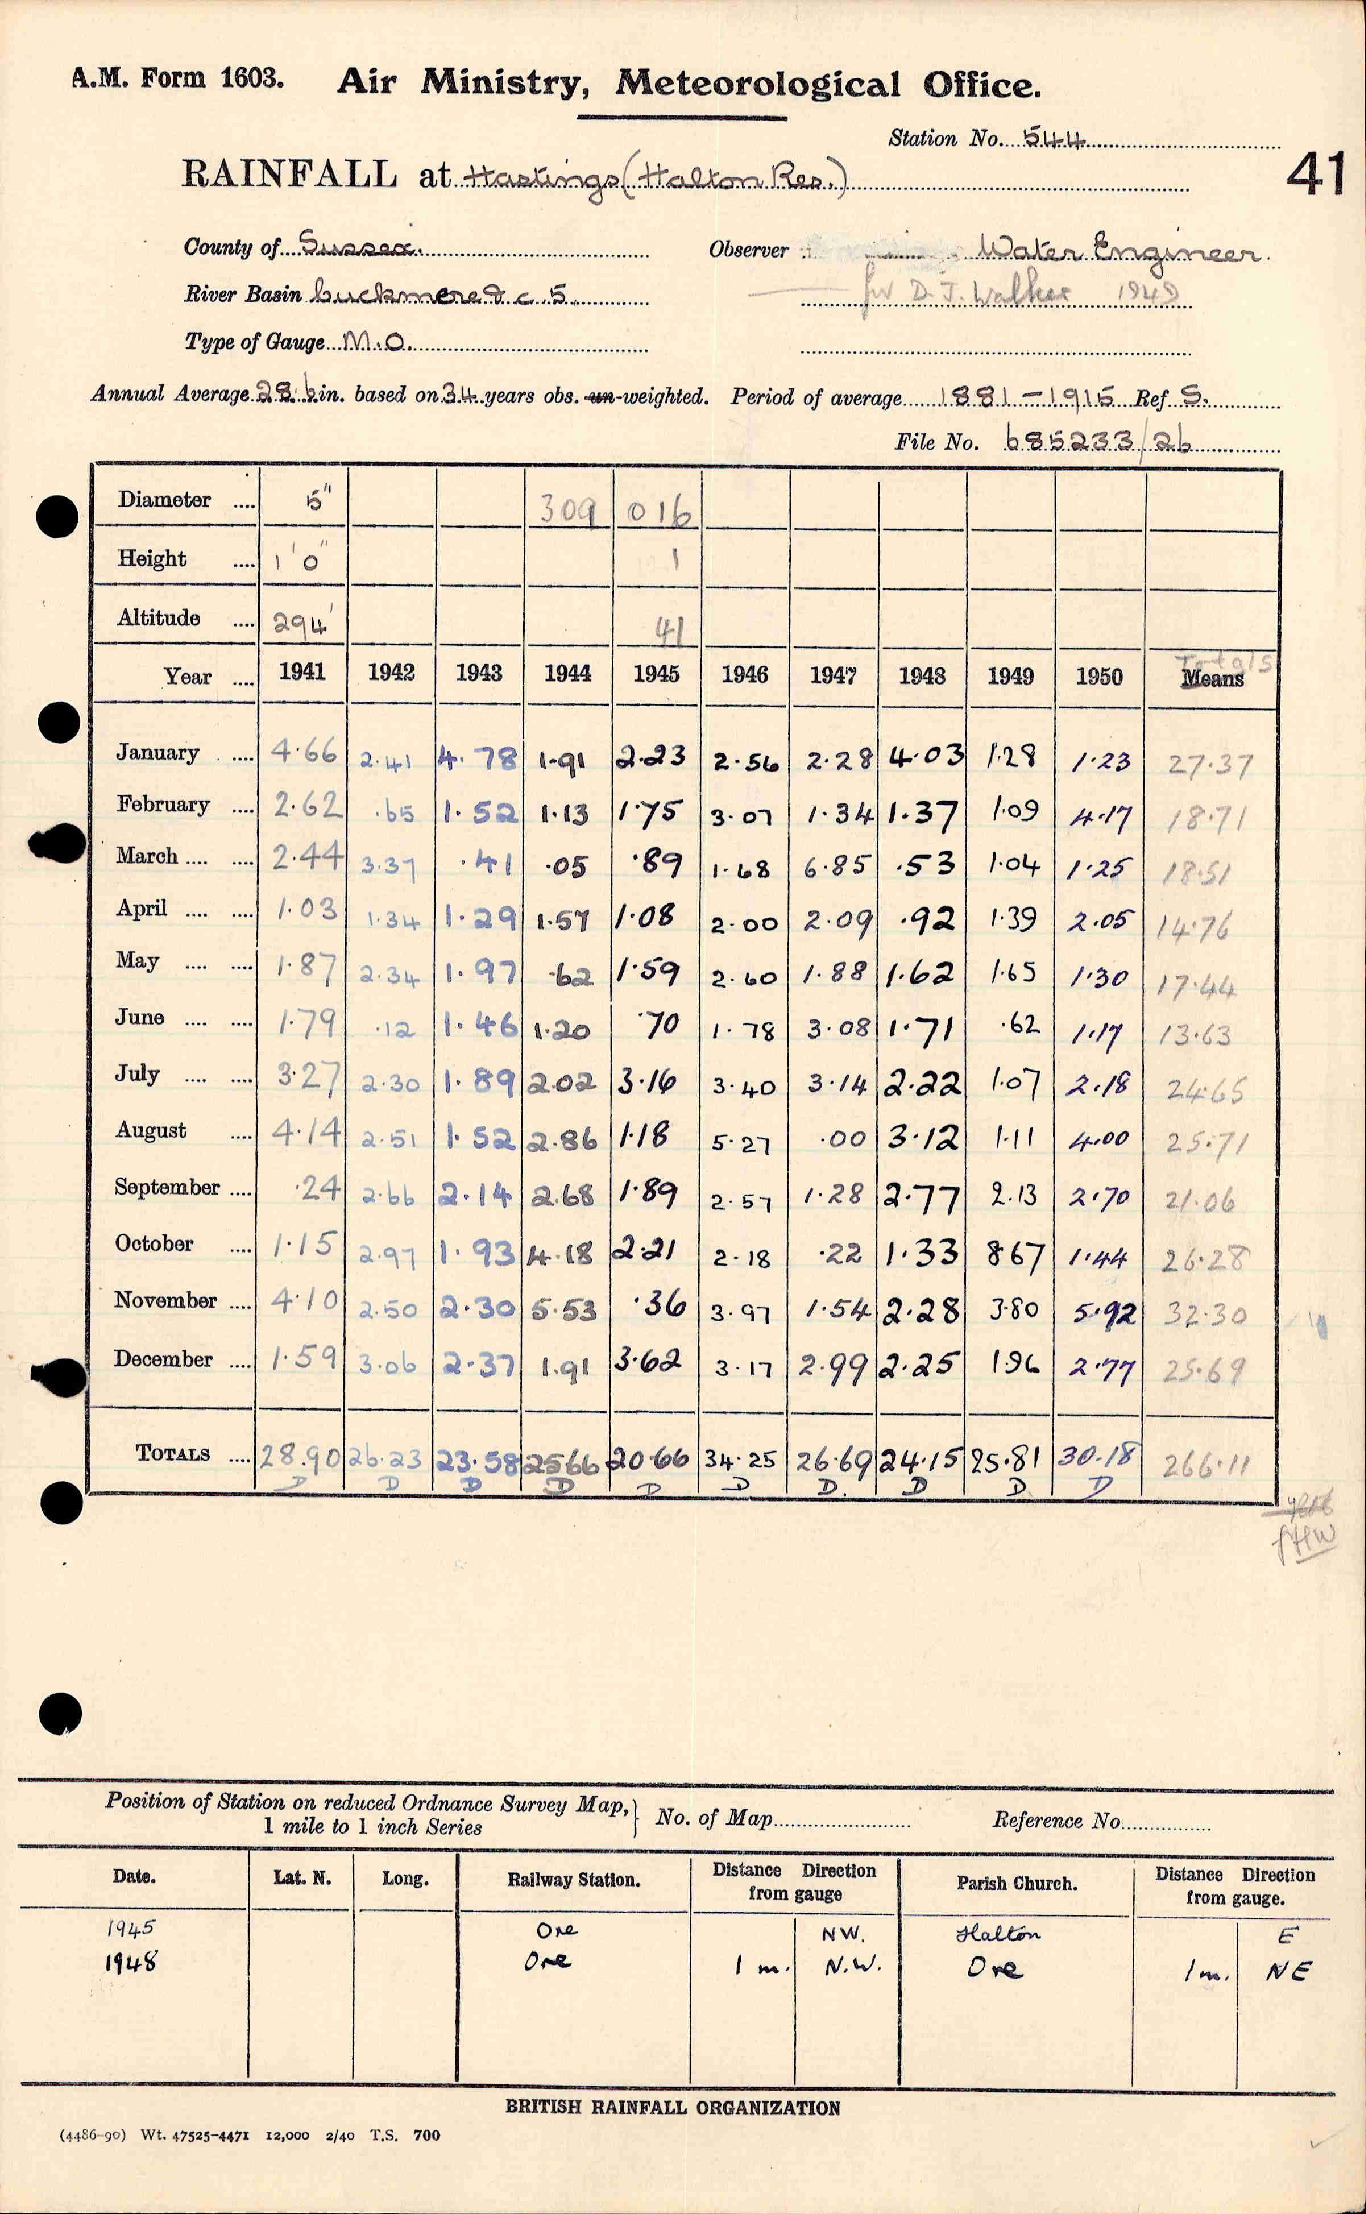 A.M. Form 1603. Air Ministry, Meteorological Office.
Station No. 544
RAINFALL at Hastings (Halton Res.)
41
County of Sussex. Observer Water Engineer.
River Basin Cuckmere & c 5 for D. J. Walker 1949
Type of Gauge M.O.
Annual Average 28.6 in. based on 34 years obs. un-weighted. Period of average 1881-1915 Ref S.
File No. 685233/26
Diameter .... 5" 309 016
Height .... 1' 0" 1
Altitude .... 294' 41
Totals
Year .... 1941 1942 1943 1944 1945 1946 1947 1948 1949 1950 Means
January .... 4.66 2.41 4.78 1.91 2.23 2.56 2.28 4.03 1.28 1.23 27.37
February .... 2.62 .65 1.52 1.13 1.75 3.07 1.34 1.37 1.09 4.17 18.71
March .... .... 2.44 3.37 .41 .05 .89 1.68 6.85 .53 1.04 1.25 18.51
April .... .... 1.03 1.34 1.29 1.57 1.08 2.00 2.09 .92 1.39 2.05 14.76
May .... .... 1.87 2.34 1.97 .62 1.59 2.60 1.88 1.62 1.65 1.30 17.44
June .... .... 1.79 .12 1.46 1.20 .70 1.78 3.08 1.71 .62 1.17 13.63
July .... .... 3.27 2.30 1.89 2.02 3.16 3.40 3.14 2.22 1.07 2.18 24.65
August .... 4.14 2.51 1.52 2.86 1.18 5.27 .00 3.12 1.11 4.00 25.71
September .... .24 2.66 2.14 2.68 1.89 2.57 1.28 2.77 2.13 2.70 21.06
October .... 1.15 2.97 1.93 4.18 2.21 2.18 .22 1.33 8.67 1.44 26.28
November .... 4.10 2.50 2.30 5.53 .36 3.97 1.54 2.28 3.80 5.92 32.30
December .... 1.59 3.06 2.37 1.91 3.62 3.17 2.99 2.25 1.96 2.77 25.69
TOTALS .... 28.90 26.23 23.58 25.66 20.66 34.25 26.69 24.15 25.81 30.18 266.11
D D D D D D D. D D. D
Position of Station on reduced Ordnance Survey Map,
1 mile to 1 inch Series
No. of Map Reference No.
Date. Lat. N. Long. Railway Station. Distance Direction from gauge Parish Church. Distance Direction from gauge.
1945 Ore NW. Halton E
1948 Ore 1 m. N.W. Ore 1 m. NE
BRITISH RAINFALL ORGANIZATION
(4486-90) Wt. 47525-4471 12,000 2/40 T.S. 700